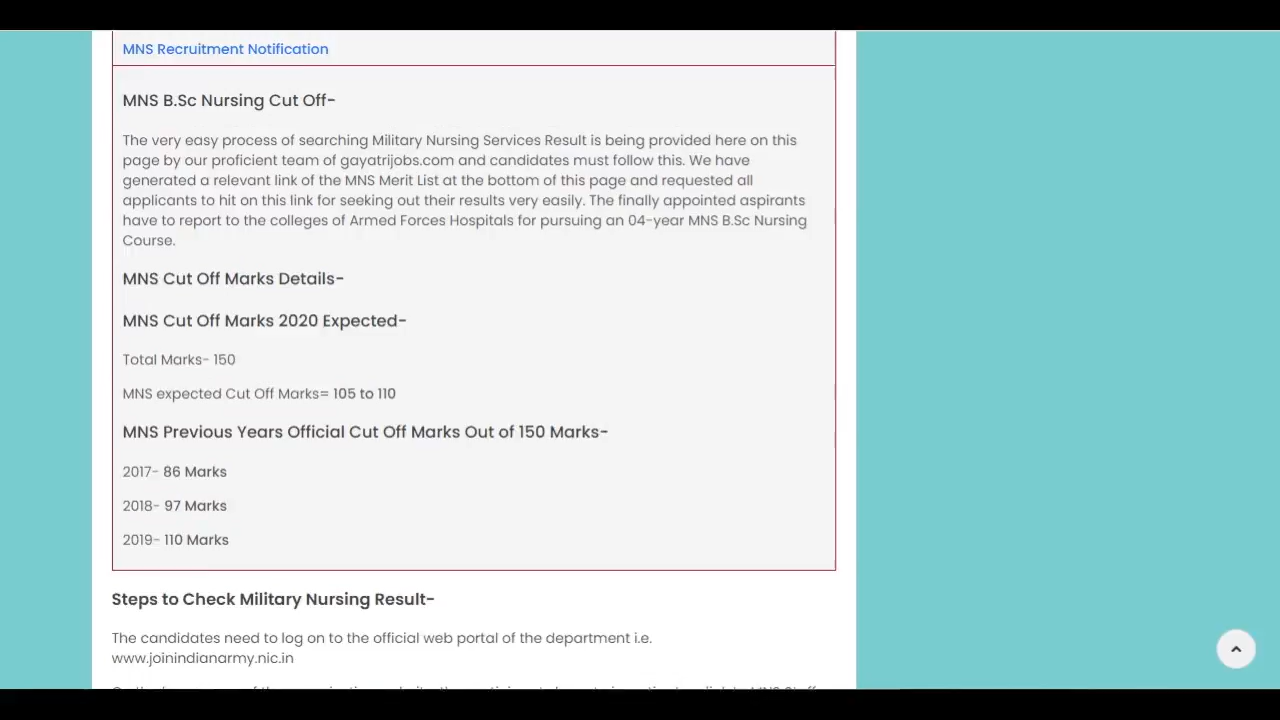 MNS Recruitment Notification
MNS B.Sc Nursing Cut Off-
The very easy process of searching Military Nursing Services Result is being provided here on this
page by our proficient team of gayatrijobs.com and candidates must follow this. We have
generated a relevant link of the MNS Merit List at the bottom of this page and requested all
applicants to hit on this link for seeking out their results very easily. The finally appointed aspirants
have to report to the colleges of Armed Forces Hospitals for pursuing an 04-year MNS B.Sc Nursing
Course.
MNS Cut Off Marks Details-
MNS Cut Off Marks 2020 Expected-
Total Marks- 150
MNS expected Cut Off Marks= 105 to 110
MNS Previous Years Official Cut Off Marks Out of 150 Marks-
2017- 86 Marks
2018- 97 Marks
2019- 110 Marks
Steps to Check Military Nursing Result-
The candidates need to log on to the official web portal of the department i.e.
www.joinindianarmy.nic.in